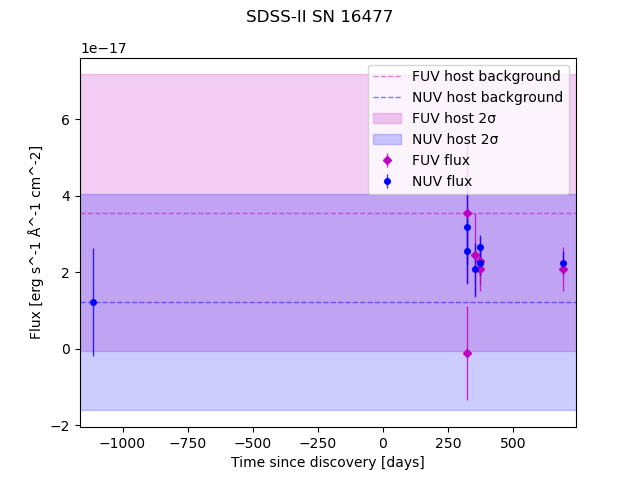 SDSS-II SN 16477
1e−17
FUV host background
NUV host background
FUV host 2σ
NUV host 2σ
FUV flux
NUV flux
6
4
2
0
−2
Flux [erg s^-1 Å^-1 cm^-2]
−1000 −750 −500 −250 0 250 500
Time since discovery [days]